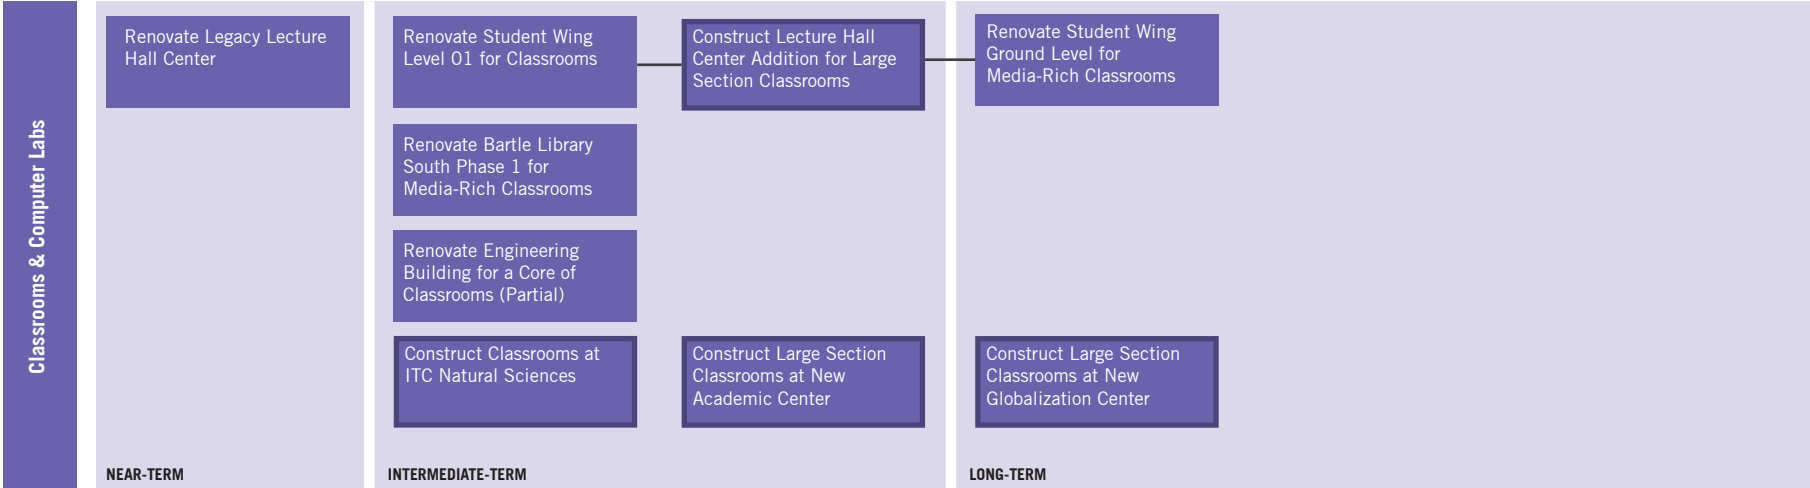 Classrooms & Computer Labs
Renovate Legacy Lecture
Hall Center
NEAR-TERM
Renovate Student Wing
Level 01 for Classrooms
Construct Lecture Hall
Center Addition for Large
Section Classrooms
Renovate Bartle Library
South Phase 1 for
Media-Rich Classrooms
Renovate Engineering
Building for a Core of
Classrooms (Partial)
Construct Classrooms at
ITC Natural Sciences
Construct Large Section
Classrooms at New
Academic Center
INTERMEDIATE-TERM
Renovate Student Wing
Ground Level for
Media-Rich Classrooms
Construct Large Section
Classrooms at New
Globalization Center
LONG-TERM